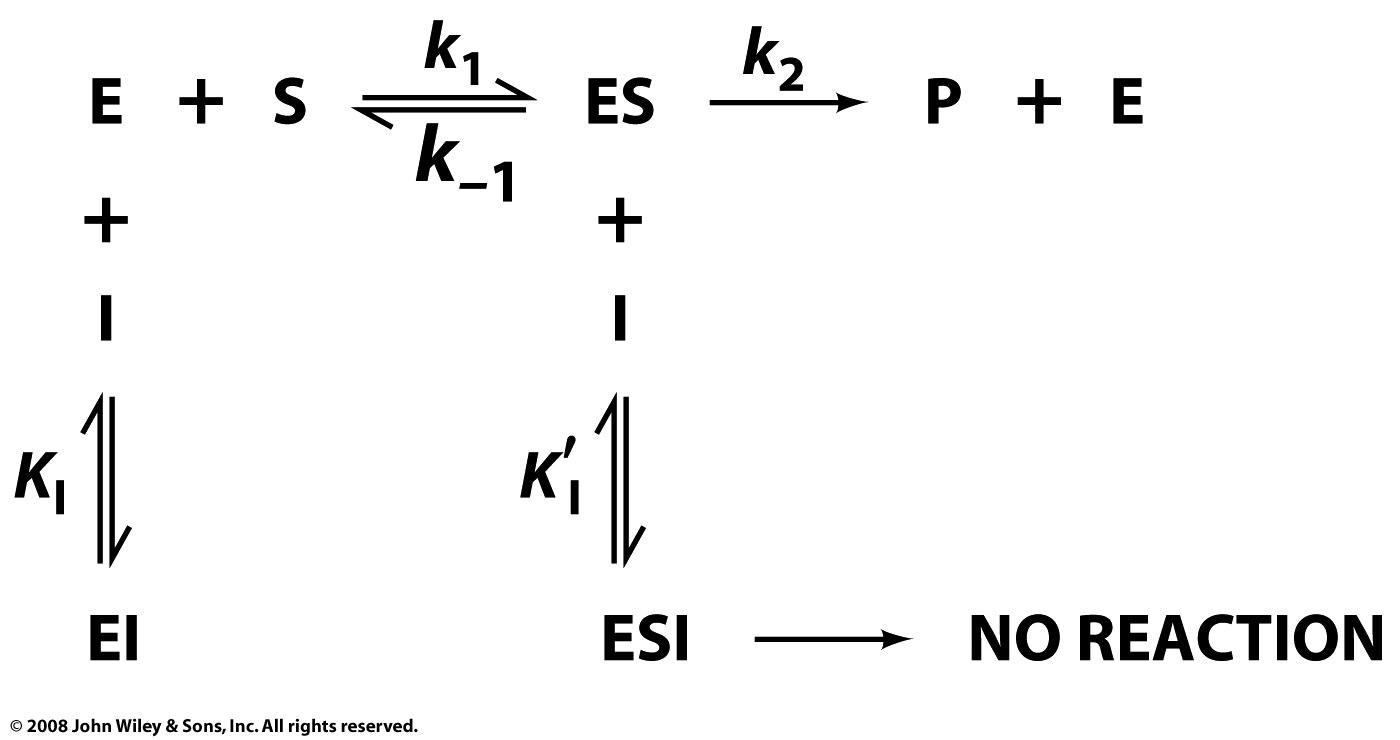 k1 k2
E + S ES P + E
k–1
+ +
I I
KI K′I
EI ESI NO REACTION
© 2008 John Wiley & Sons, Inc. All rights reserved.